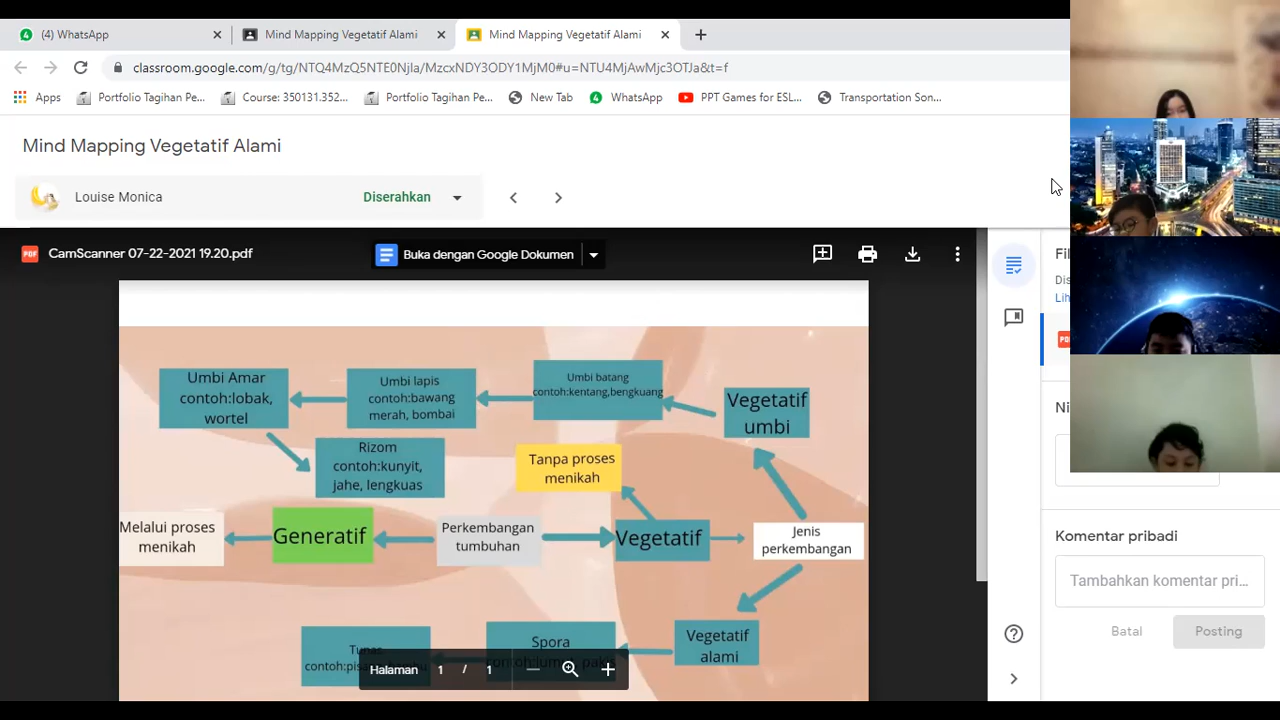 (4) WhatsApp
Mind Mapping Vegetatif Alami
Mind Mapping Vegetatif Alami
classroom.google.com/g/tg/NTQ4MzQ5NTE0NjIa/MzcxNDY3ODY1MjM0#u=NTU4MjAwMjc3OTJa&t=f
Apps
Portfolio Tagihan Pe...
Course: 350131.352...
Portfolio Tagihan Pe...
New Tab
WhatsApp
PPT Games for ESL...
Transportation Son...
Mind Mapping Vegetatif Alami
Louise Monica
Diserahkan
PDF
CamScanner 07-22-2021 19.20.pdf
Buka dengan Google Dokumen
Umbi Amar
contoh:lobak,
wortel
Umbi lapis
contoh:bawang
merah, bombai
Umbi batang
contoh:kentang,bengkuang
Vegetatif
umbi
Rizom
contoh:kunyit,
jahe, lengkuas
Tanpa proses
menikah
Melalui proses
menikah
Generatif
Perkembangan
tumbuhan
Vegetatif
Jenis
perkembangan
Spora
Vegetatif
alami
Halaman 1 / 1
Komentar pribadi
Tambahkan komentar pri...
Batal
Posting